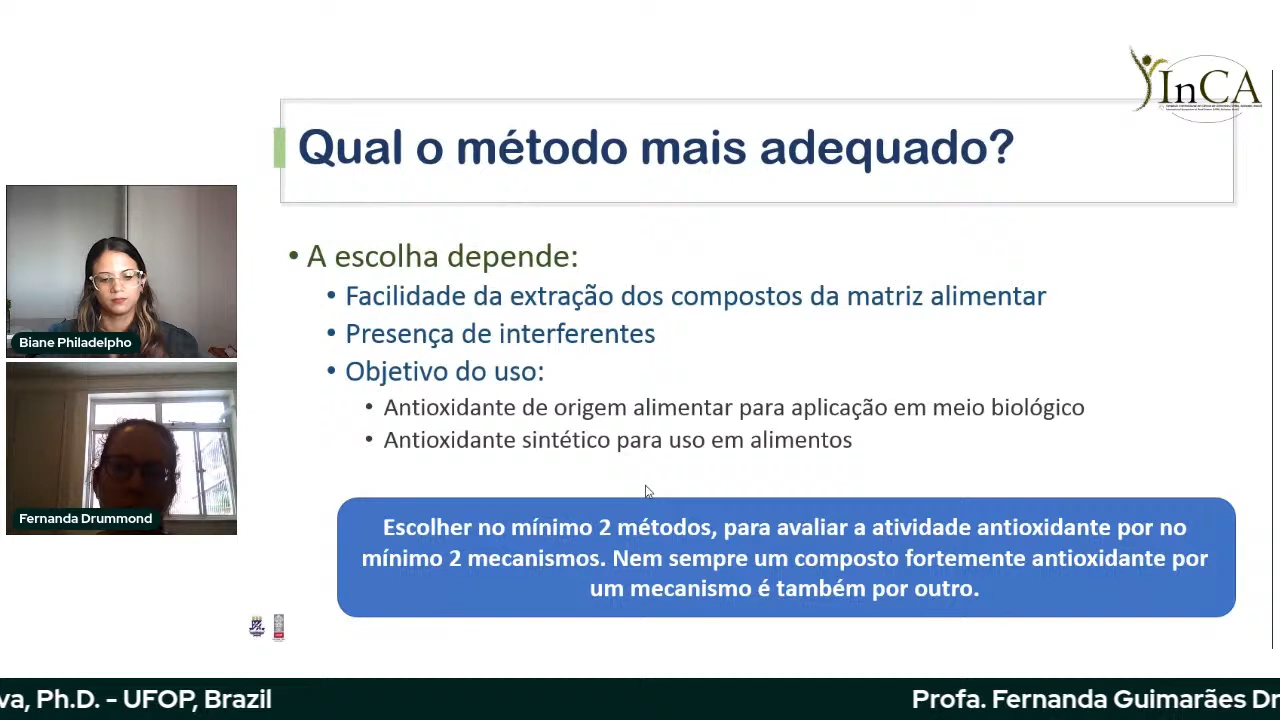 InCA
Qual o método mais adequado?
• A escolha depende:
• Facilidade da extração dos compostos da matriz alimentar
• Presença de interferentes
• Objetivo do uso:
• Antioxidante de origem alimentar para aplicação em meio biológico
• Antioxidante sintético para uso em alimentos
Biane Philadelpho
Fernanda Drummond
Escolher no mínimo 2 métodos, para avaliar a atividade antioxidante por no
mínimo 2 mecanismos. Nem sempre um composto fortemente antioxidante por
um mecanismo é também por outro.
va, Ph.D. - UFOP, Brazil
Profa. Fernanda Guimarães Dr